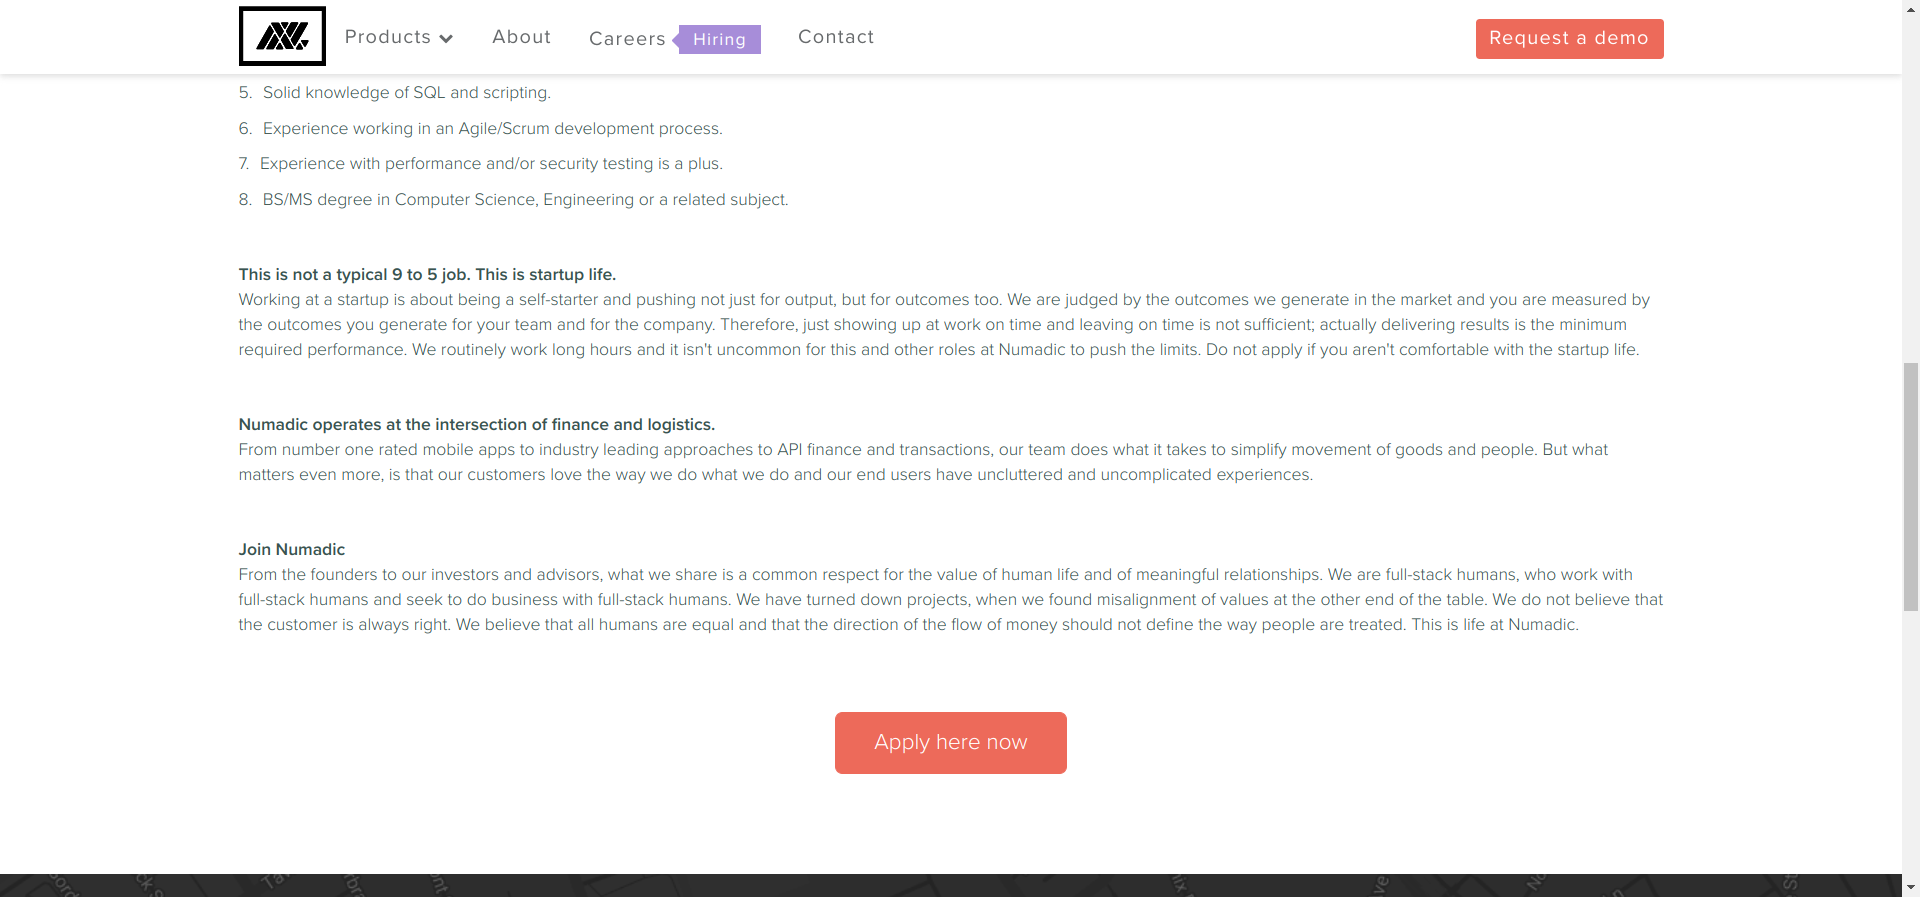 Products
About
Careers
Hiring
Contact
Request a demo
5. Solid knowledge of SQL and scripting.
6. Experience working in an Agile/Scrum development process.
7. Experience with performance and/or security testing is a plus.
8. BS/MS degree in Computer Science, Engineering or a related subject.
This is not a typical 9 to 5 job. This is startup life.
Working at a startup is about being a self-starter and pushing not just for output, but for outcomes too. We are judged by the outcomes we generate in the market and you are measured by
the outcomes you generate for your team and for the company. Therefore, just showing up at work on time and leaving on time is not sufficient; actually delivering results is the minimum
required performance. We routinely work long hours and it isn't uncommon for this and other roles at Numadic to push the limits. Do not apply if you aren't comfortable with the startup life.
Numadic operates at the intersection of finance and logistics.
From number one rated mobile apps to industry leading approaches to API finance and transactions, our team does what it takes to simplify movement of goods and people. But what
matters even more, is that our customers love the way we do what we do and our end users have uncluttered and uncomplicated experiences.
Join Numadic
From the founders to our investors and advisors, what we share is a common respect for the value of human life and of meaningful relationships. We are full-stack humans, who work with
full-stack humans and seek to do business with full-stack humans. We have turned down projects, when we found misalignment of values at the other end of the table. We do not believe that
the customer is always right. We believe that all humans are equal and that the direction of the flow of money should not define the way people are treated. This is life at Numadic.
Apply here now